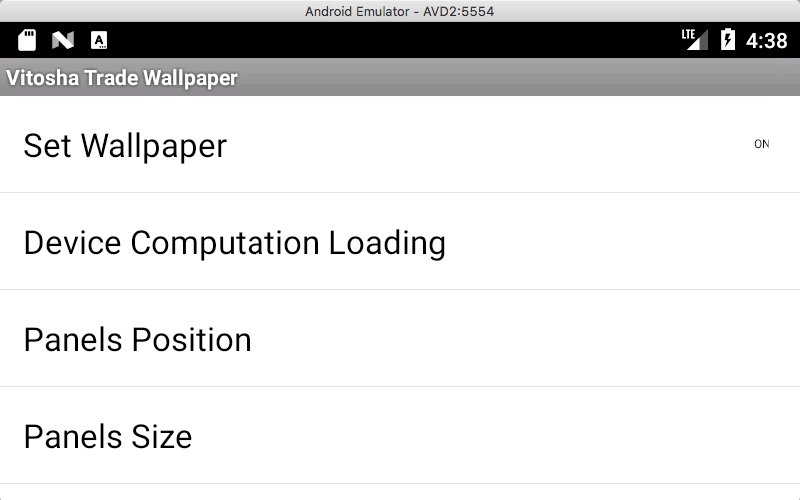 Android Emulator - AVD2:5554
A
LTE
4:38
Vitosha Trade Wallpaper
Set Wallpaper
ON
Device Computation Loading
Panels Position
Panels Size